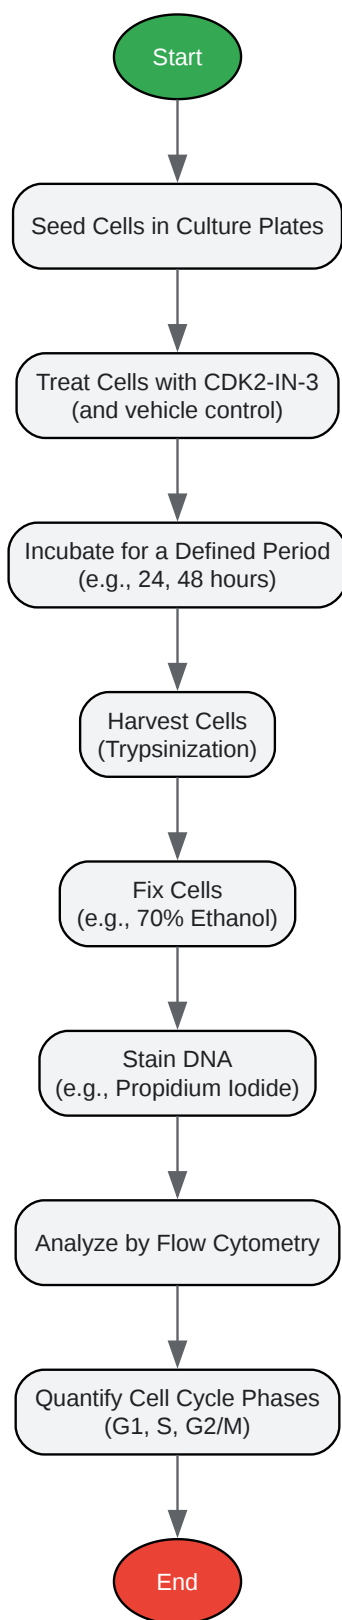 Start
Seed Cells in Culture Plates
Treat Cells with CDK2-IN-3
(and vehicle control)
Incubate for a Defined Period
(e.g., 24, 48 hours)
Harvest Cells
(Trypsinization)
Fix Cells
(e.g., 70% Ethanol)
Stain DNA
(e.g., Propidium Iodide)
Analyze by Flow Cytometry
Quantify Cell Cycle Phases
(G1, S, G2/M)
End